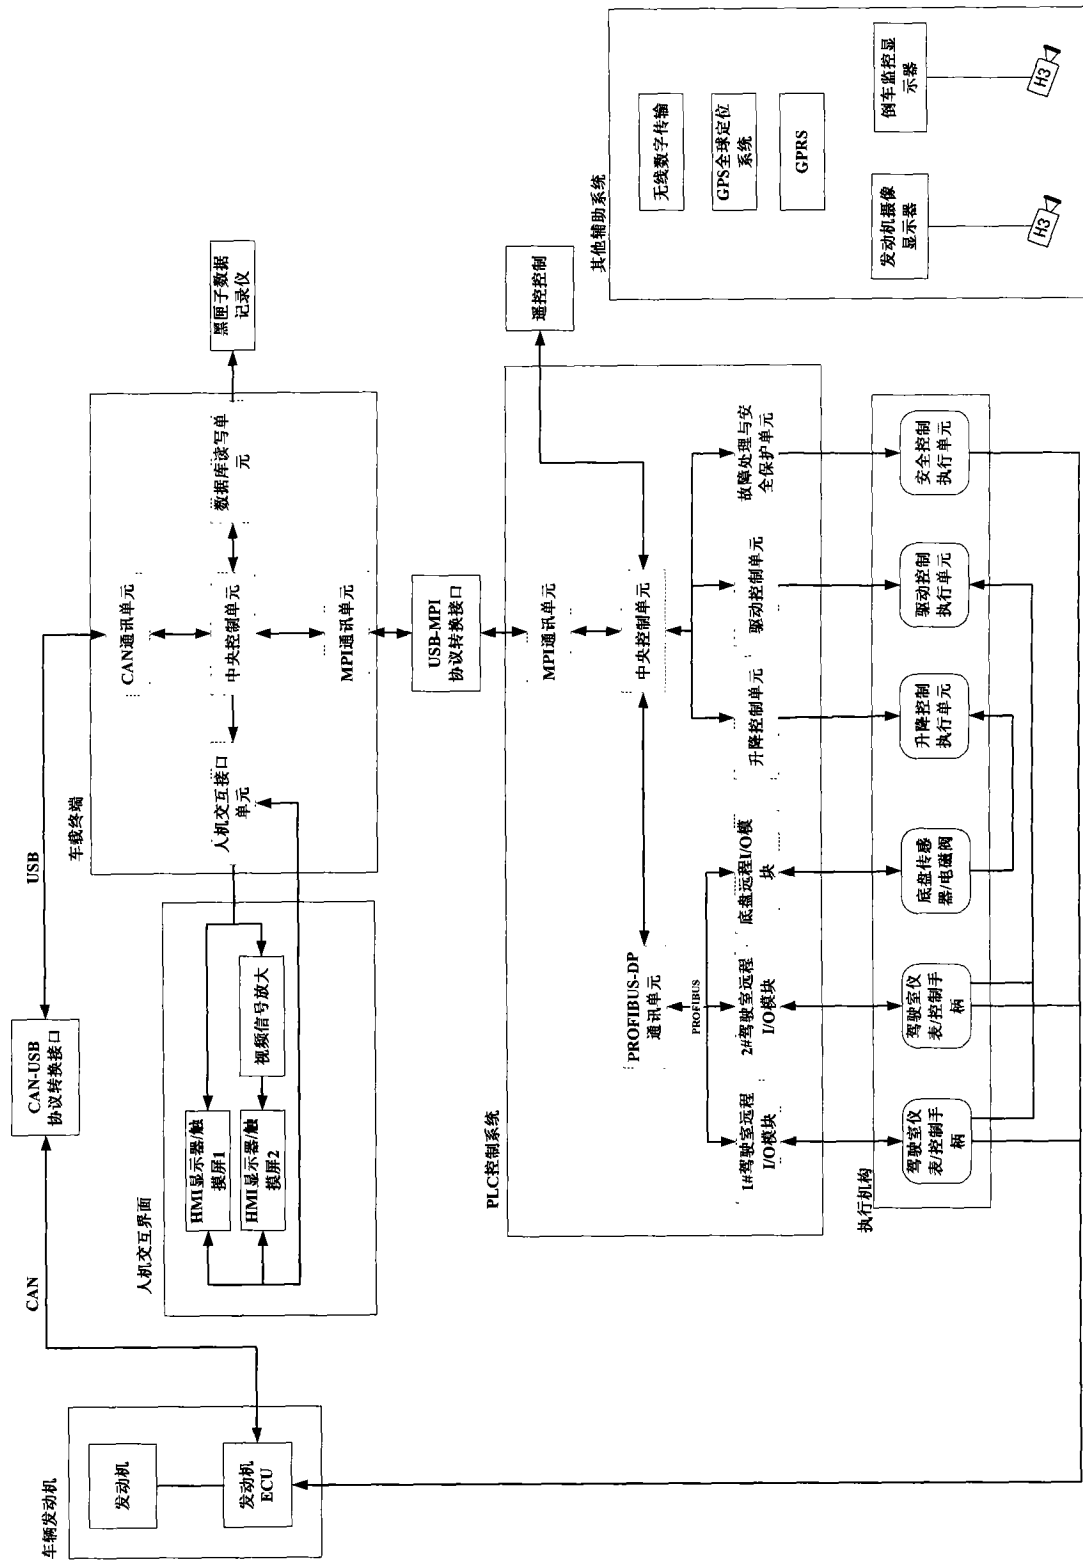 车辆发动机
发动机
发动机
ECU
CAN
CAN-USB
协议转换接口
USB
人机交互界面
HMI显示器/触
摸屏1
HMI显示器/触
摸屏2
视频信号放大
车载终端
CAN通讯单元
人机交互接口
单元
中央控制单元
数据库读写单
元
MPI通讯单元
黑匣子数据
记录仪
USB-MPI
协议转换接口
PLC控制系统
MPI通讯单元
PROFIBUS-DP
通讯单元
中央控制单元
遥控控制
PROFIBUS
1#驾驶室远程
I/O模块
2#驾驶室远程
I/O模块
底盘远程I/O模
块
升降控制单元
驱动控制单元
故障处理与安
全保护单元
执行机构
驾驶室仪
表/控制手
柄
驾驶室仪
表/控制手
柄
底盘传感
器/电磁阀
升降控制
执行单元
驱动控制
执行单元
安全控制
执行单元
其他辅助系统
无线数字传输
GPS全球定位
系统
GPRS
发动机摄像
显示器
倒车监控显
示器
H3
H3